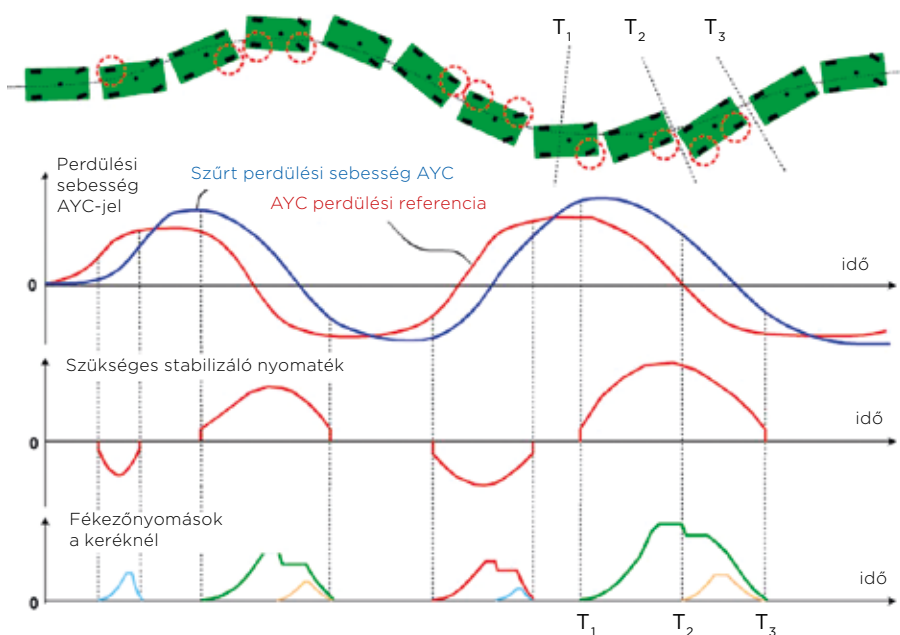 T1
T2
T3
Perdülési
sebesség
AYC-jel
Szűrt perdülési sebesség AYC
AYC perdülési referencia
idő
0
Szükséges stabilizáló nyomaték
idő
0
Fékezőnyomások
a keréknél
idő
0
T1
T2
T3